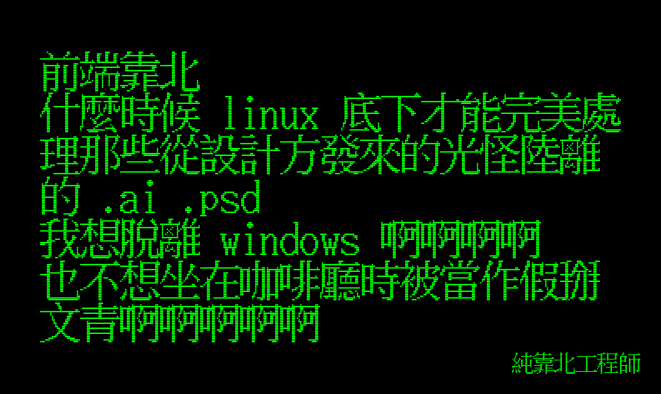 前端靠北
什麼時候 linux 底下才能完美處
理那些從設計方發來的光怪陸離
的 .ai .psd
我想脫離 windows 啊啊啊啊
也不想坐在咖啡廳時被當作假掰
文青啊啊啊啊啊
純靠北工程師